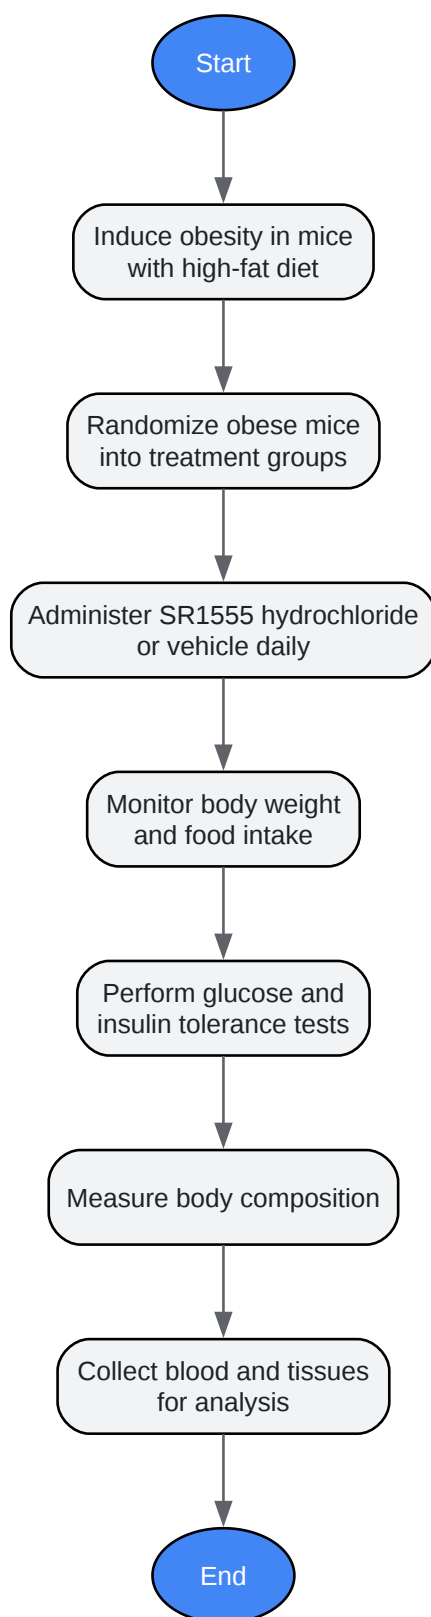 Start
Induce obesity in mice
with high-fat diet
Randomize obese mice
into treatment groups
Administer SR1555 hydrochloride
or vehicle daily
Monitor body weight
and food intake
Perform glucose and
insulin tolerance tests
Measure body composition
Collect blood and tissues
for analysis
End